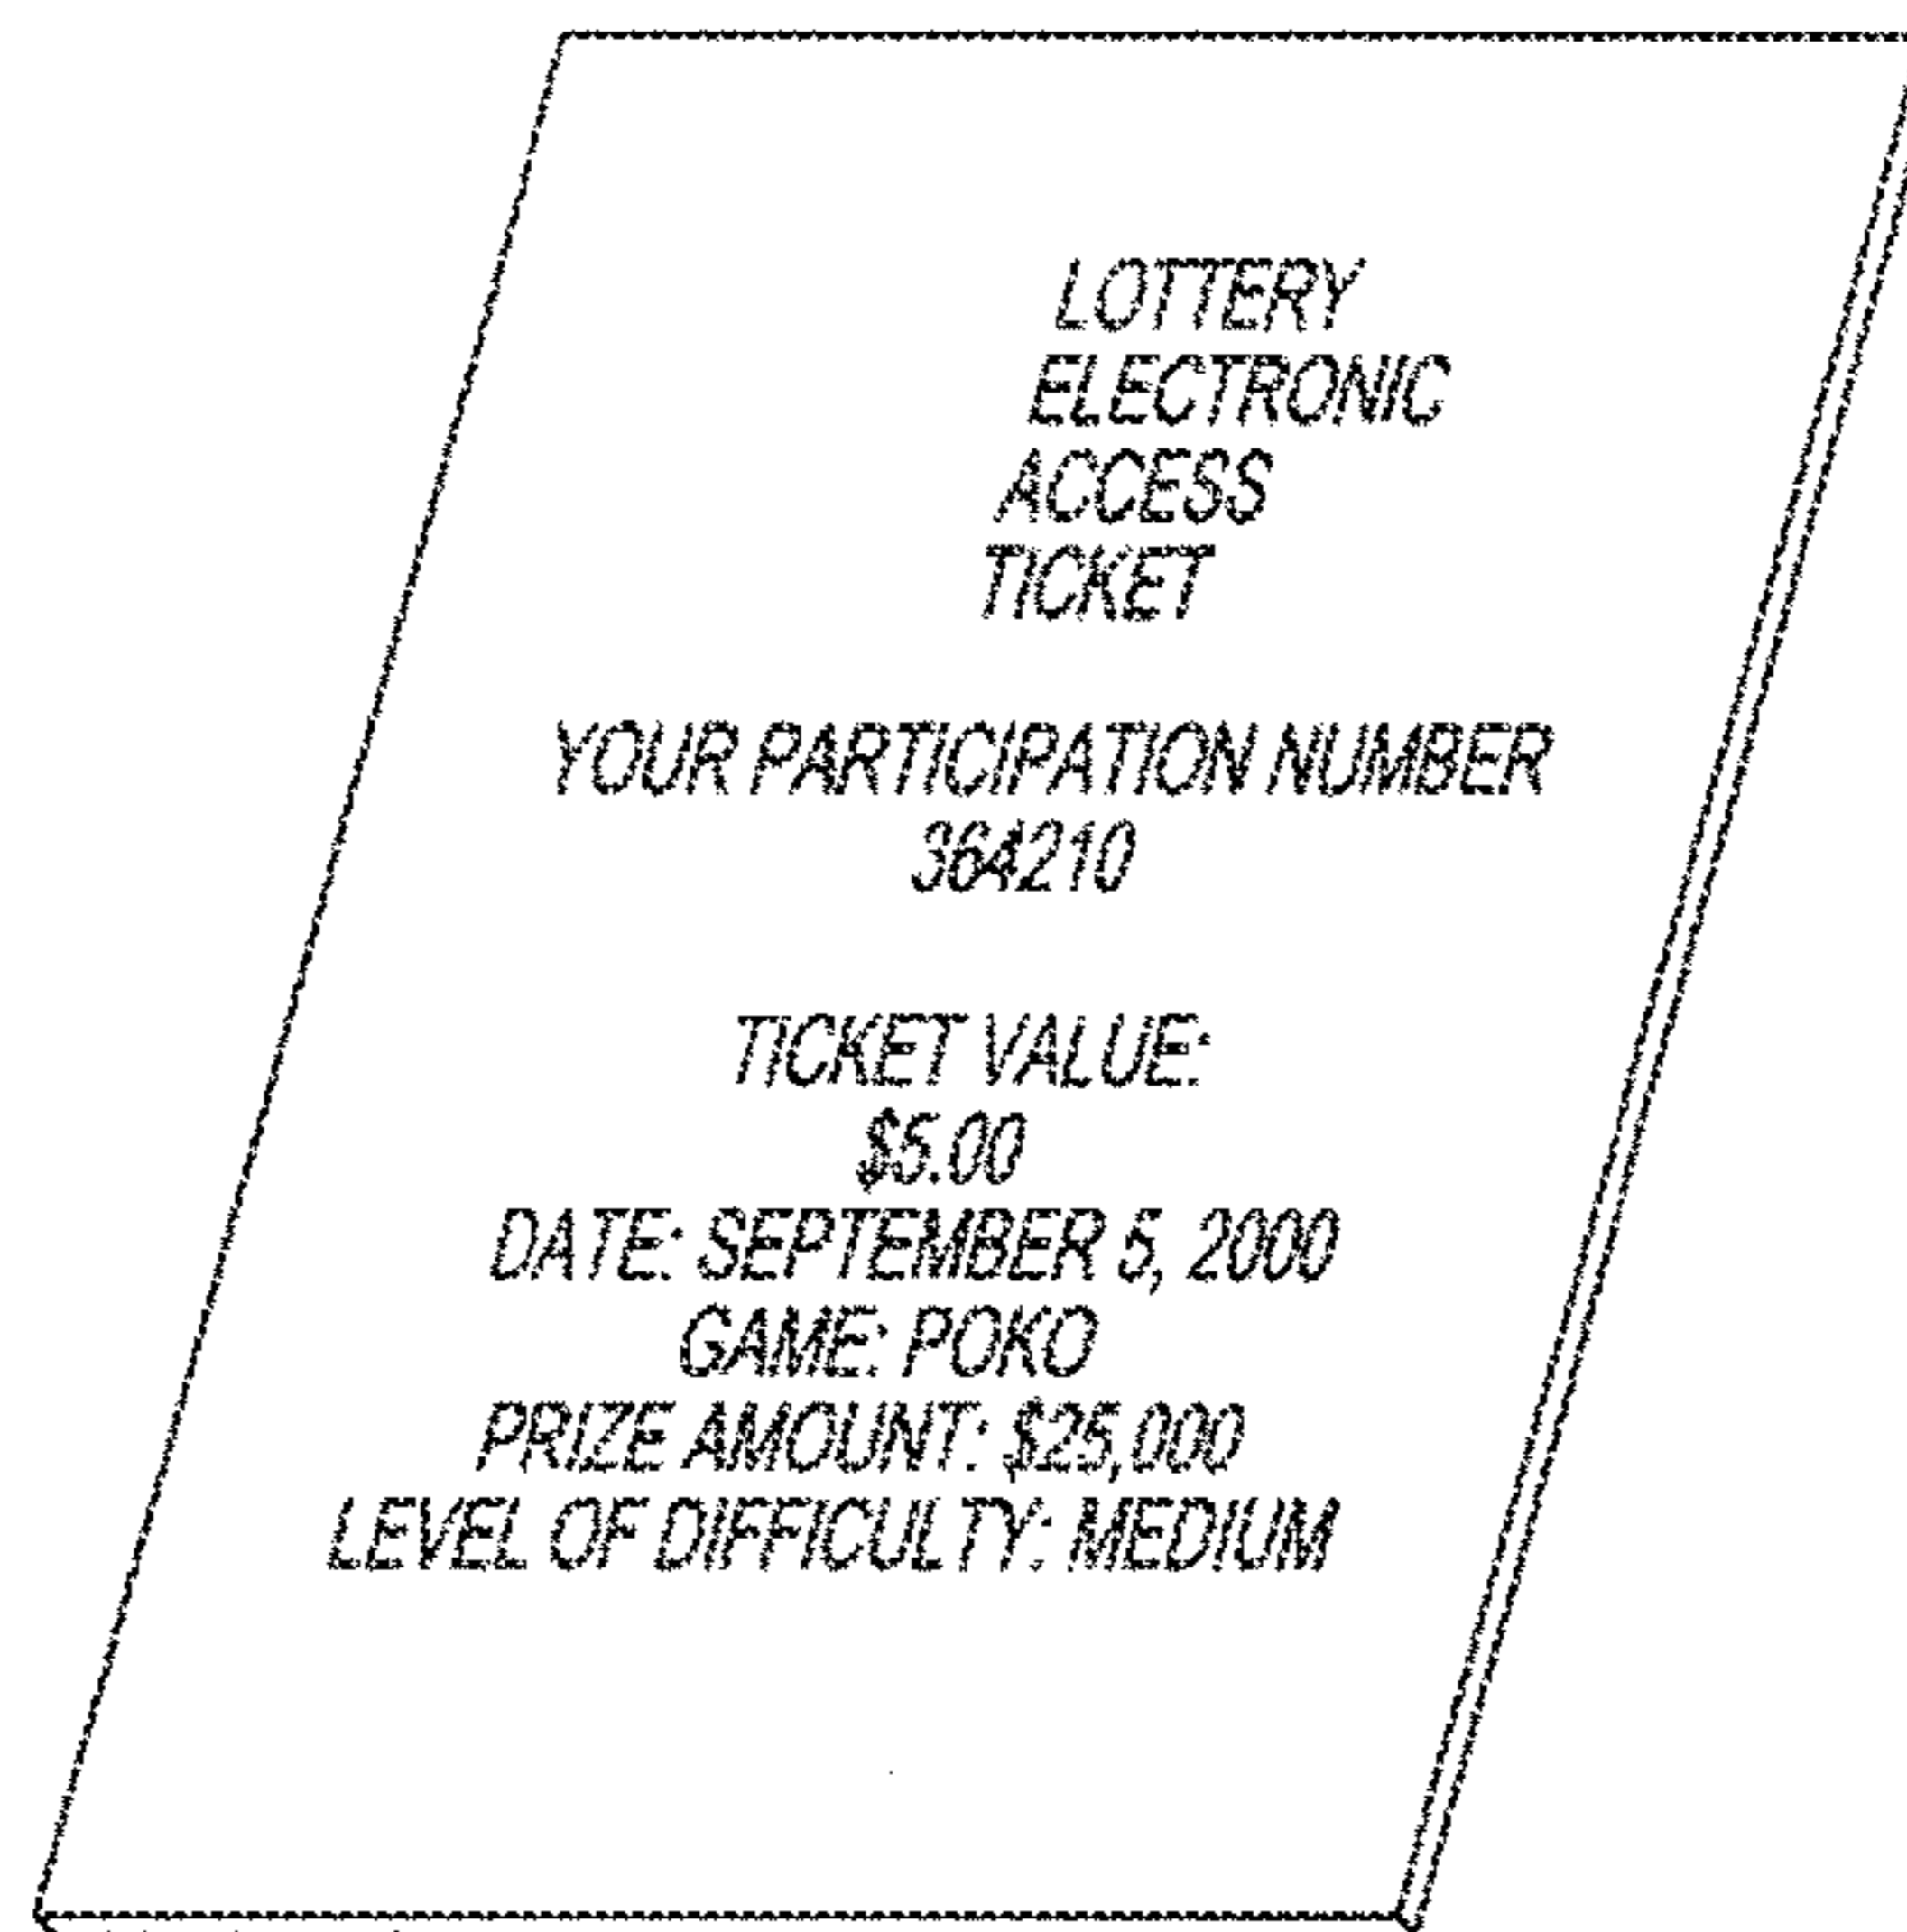 LOTTERY
ELECTRONIC
ACCESS
TICKET
YOUR PARTICIPATION NUMBER
364210
TICKET VALUE:
$5.00
DATE: SEPTEMBER 5, 2000
GAME: POKO
PRIZE AMOUNT: $25,000
LEVEL OF DIFFICULTY: MEDIUM